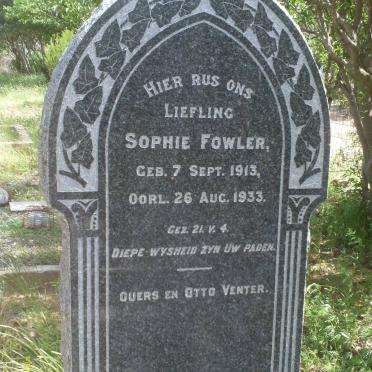 HIER RUS ONS
LIEFLING
SOPHIE FOWLER,
GEB. 7 SEPT. 1913,
OORL. 26 AUG. 1933.
GEZ. 21. V. 4.
DIEPE WYSHEID ZYN UW PADEN.
OUERS EN OTTO VENTER.